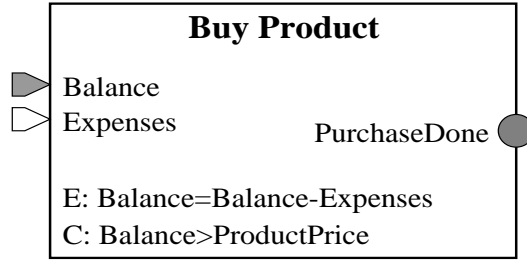 Buy Product
Balance
Expenses
PurchaseDone
E: Balance=Balance-Expenses
C: Balance>ProductPrice